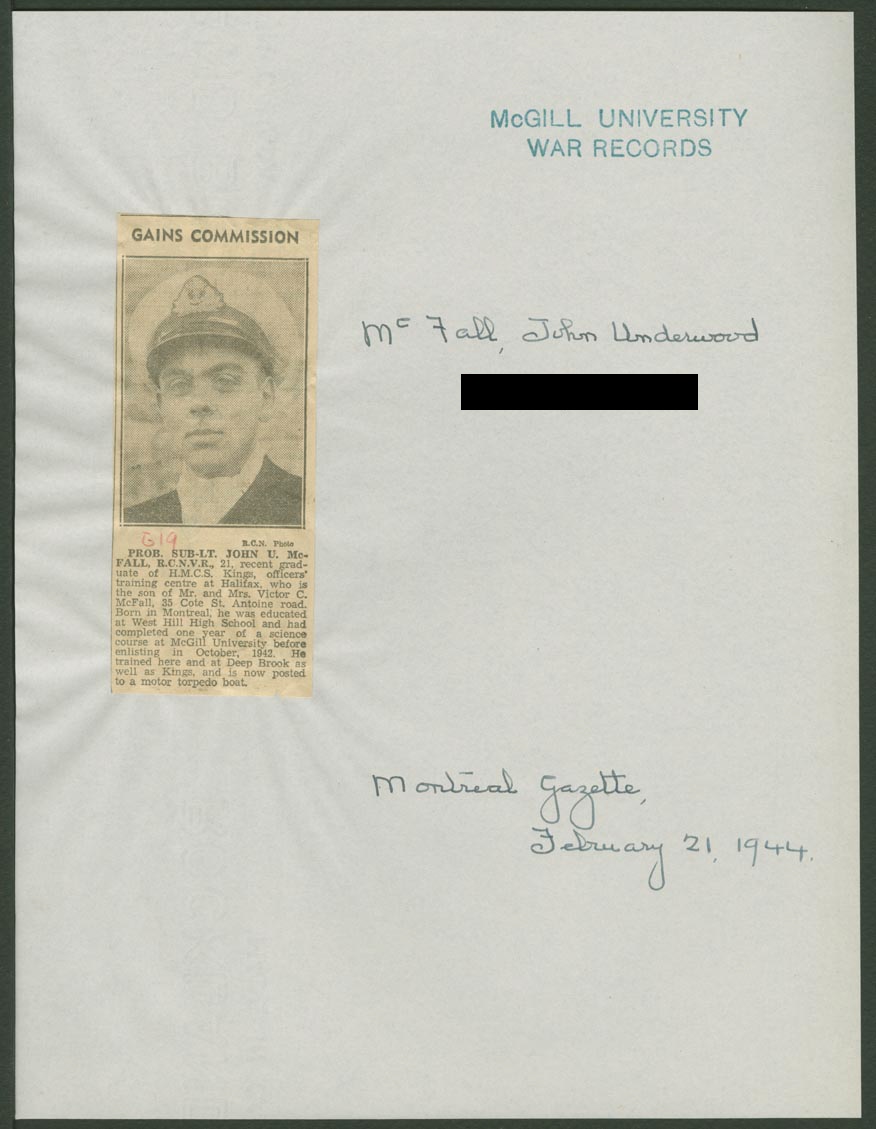 McGILL UNIVERSITY
WAR RECORDS
GAINS COMMISSION
McFall, John Underwood
G19
R.C.N. Photo
PROB. SUB-LT. JOHN U. Mc-
FALL, R.C.N.V.R., 21, recent grad-
uate of H.M.C.S. Kings, officers'
training centre at Halifax, who is
the son of Mr. and Mrs. Victor C.
McFall, 35 Cote St. Antoine road.
Born in Montreal, he was educated
at West Hill High School and had
completed one year of a science
course at McGill University before
enlisting in October, 1942. He
trained here and at Deep Brook as
well as Kings, and is now posted
to a motor torpedo boat.
Montreal Gazette,
February 21, 1944.